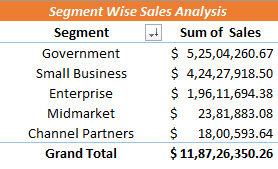 Segment Wise Sales Analysis
Segment Sum of Sales
Government $ 5,25,04,260.67
Small Business $ 4,24,27,918.50
Enterprise $ 1,96,11,694.38
Midmarket $ 23,81,883.08
Channel Partners $ 18,00,593.64
Grand Total $ 11,87,26,350.26